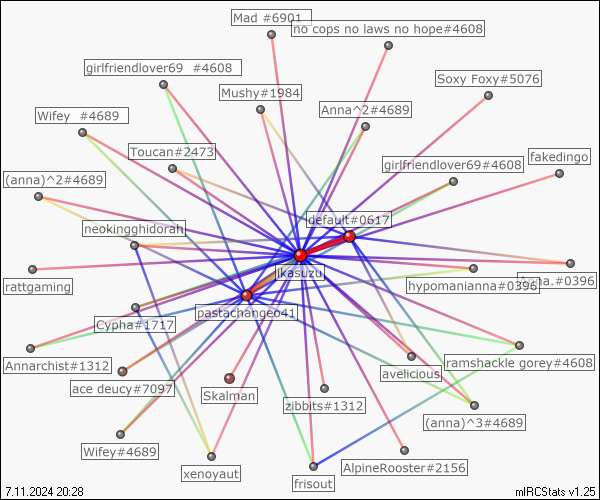 Mad #6901
no cops no laws no hope#4608
girlfriendlover69 #4608
Soxy Foxy#5076
Mushy#1984
Wifey #4689
Anna^2#4689
Toucan#2473
fakedingo
girlfriendlover69#4608
(anna)^2#4689
default#0617
neokingghidorah
ikasuzu
rattgaming
hypomanianna#0396
#0396
pastachangeo41
Cypha#1717
Annarchist#1312
ramshackle gorey#4608
avelicious
ace deucy#7097
Skalman
zibbits#1312
(anna)^3#4689
Wifey#4689
AlpineRooster#2156
xenoyaut
frisout
7.11.2024 20:28
mIRCStats v1.25